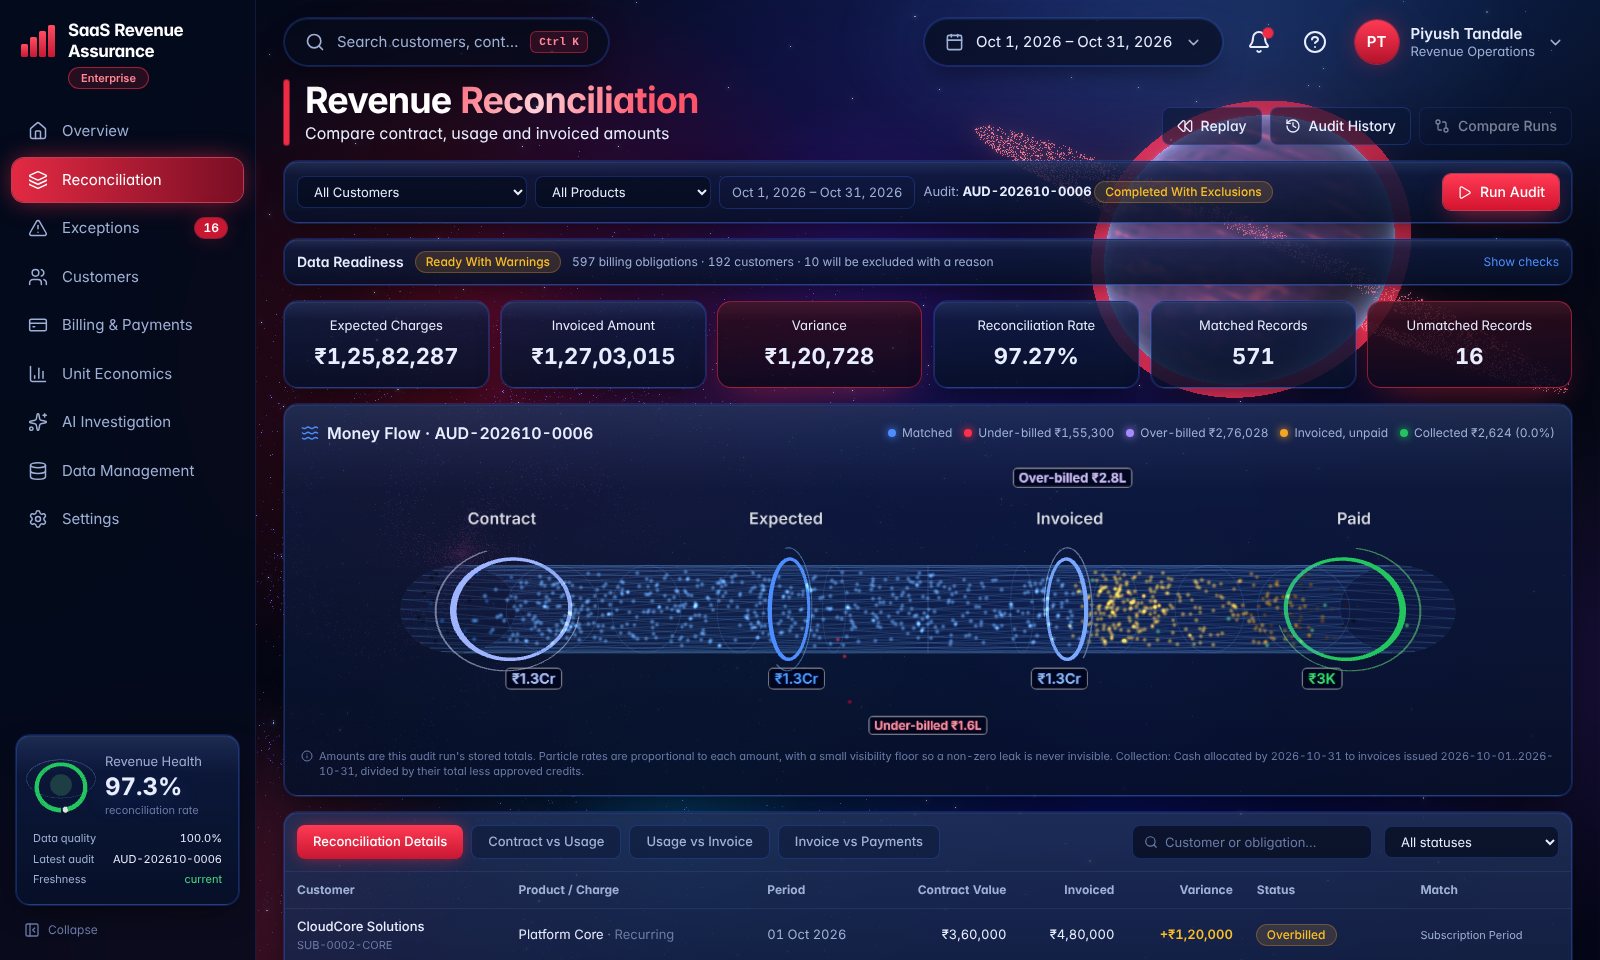 SaaS Revenue
Assurance
Enterprise
Search customers, cont...
Ctrl K
Oct 1, 2026 – Oct 31, 2026
PT
Piyush Tandale
Revenue Operations
Overview
Reconciliation
Exceptions
16
Customers
Billing & Payments
Unit Economics
AI Investigation
Data Management
Settings
Revenue Health
97.3%
reconciliation rate
Data quality 100.0%
Latest audit AUD-202610-0006
Freshness current
Collapse
Revenue Reconciliation
Compare contract, usage and invoiced amounts
Replay
Audit History
Compare Runs
All Customers
All Products
Oct 1, 2026 – Oct 31, 2026
Audit: AUD-202610-0006
Completed With Exclusions
Run Audit
Data Readiness
Ready With Warnings
597 billing obligations · 192 customers · 10 will be excluded with a reason
Show checks
Expected Charges
₹1,25,82,287
Invoiced Amount
₹1,27,03,015
Variance
₹1,20,728
Reconciliation Rate
97.27%
Matched Records
571
Unmatched Records
16
Money Flow · AUD-202610-0006
Matched
Under-billed ₹1,55,300
Over-billed ₹2,76,028
Invoiced, unpaid
Collected ₹2,624 (0.0%)
Over-billed ₹2.8L
Contract
Expected
Invoiced
Paid
₹1.3Cr
₹1.3Cr
₹1.3Cr
₹3K
Under-billed ₹1.6L
Amounts are this audit run's stored totals. Particle rates are proportional to each amount, with a small visibility floor so a non-zero leak is never invisible. Collection: Cash allocated by 2026-10-31 to invoices issued 2026-10-01..2026-
10-31, divided by their total less approved credits.
Reconciliation Details
Contract vs Usage
Usage vs Invoice
Invoice vs Payments
Customer or obligation...
All statuses
Customer
Product / Charge
Period
Contract Value
Invoiced
Variance
Status
Match
CloudCore Solutions
SUB-0002-CORE
Platform Core · Recurring
01 Oct 2026
₹3,60,000
₹4,80,000
+₹1,20,000
Overbilled
Subscription Period